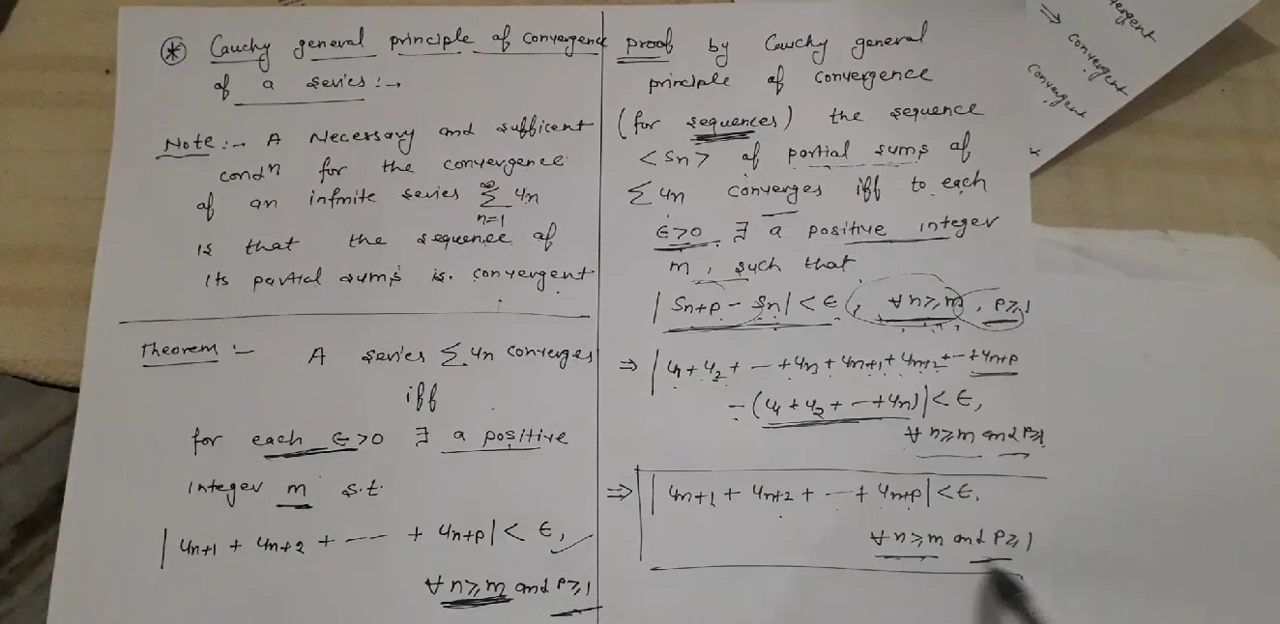 * Cauchy general principle of convergence
of a series :→
Note :→ A Necessary and sufficent
condn for the convergence
of an infnite series ∞ Σ n=1 un
is that the sequence of
its partial sums is convergent
Theorem :- A series Σun converges
iff
for each ∈>0 ∃ a positive
integer m s.t.
|un+1 + un+2 + --- + un+p| < ∈,
∀ n≥m and p≥1
proof by Cauchy general
principle of convergence
(for sequences) the sequence
<Sn> of partial sums of
Σun converges iff to each
∈>0 ∃ a positive integer
m, such that
|Sn+p - Sn| < ∈, ∀ n≥m, p≥1
⇒ |u1 + u2 + --- + un + un+1 + un+2 + -- + un+p
- (u1 + u2 + --- + un)| < ∈,
∀ n≥m and p≥1
⇒ |un+1 + un+2 + --- + un+p| < ∈.
∀ n≥m and p≥1
⇒ convergent
convergent